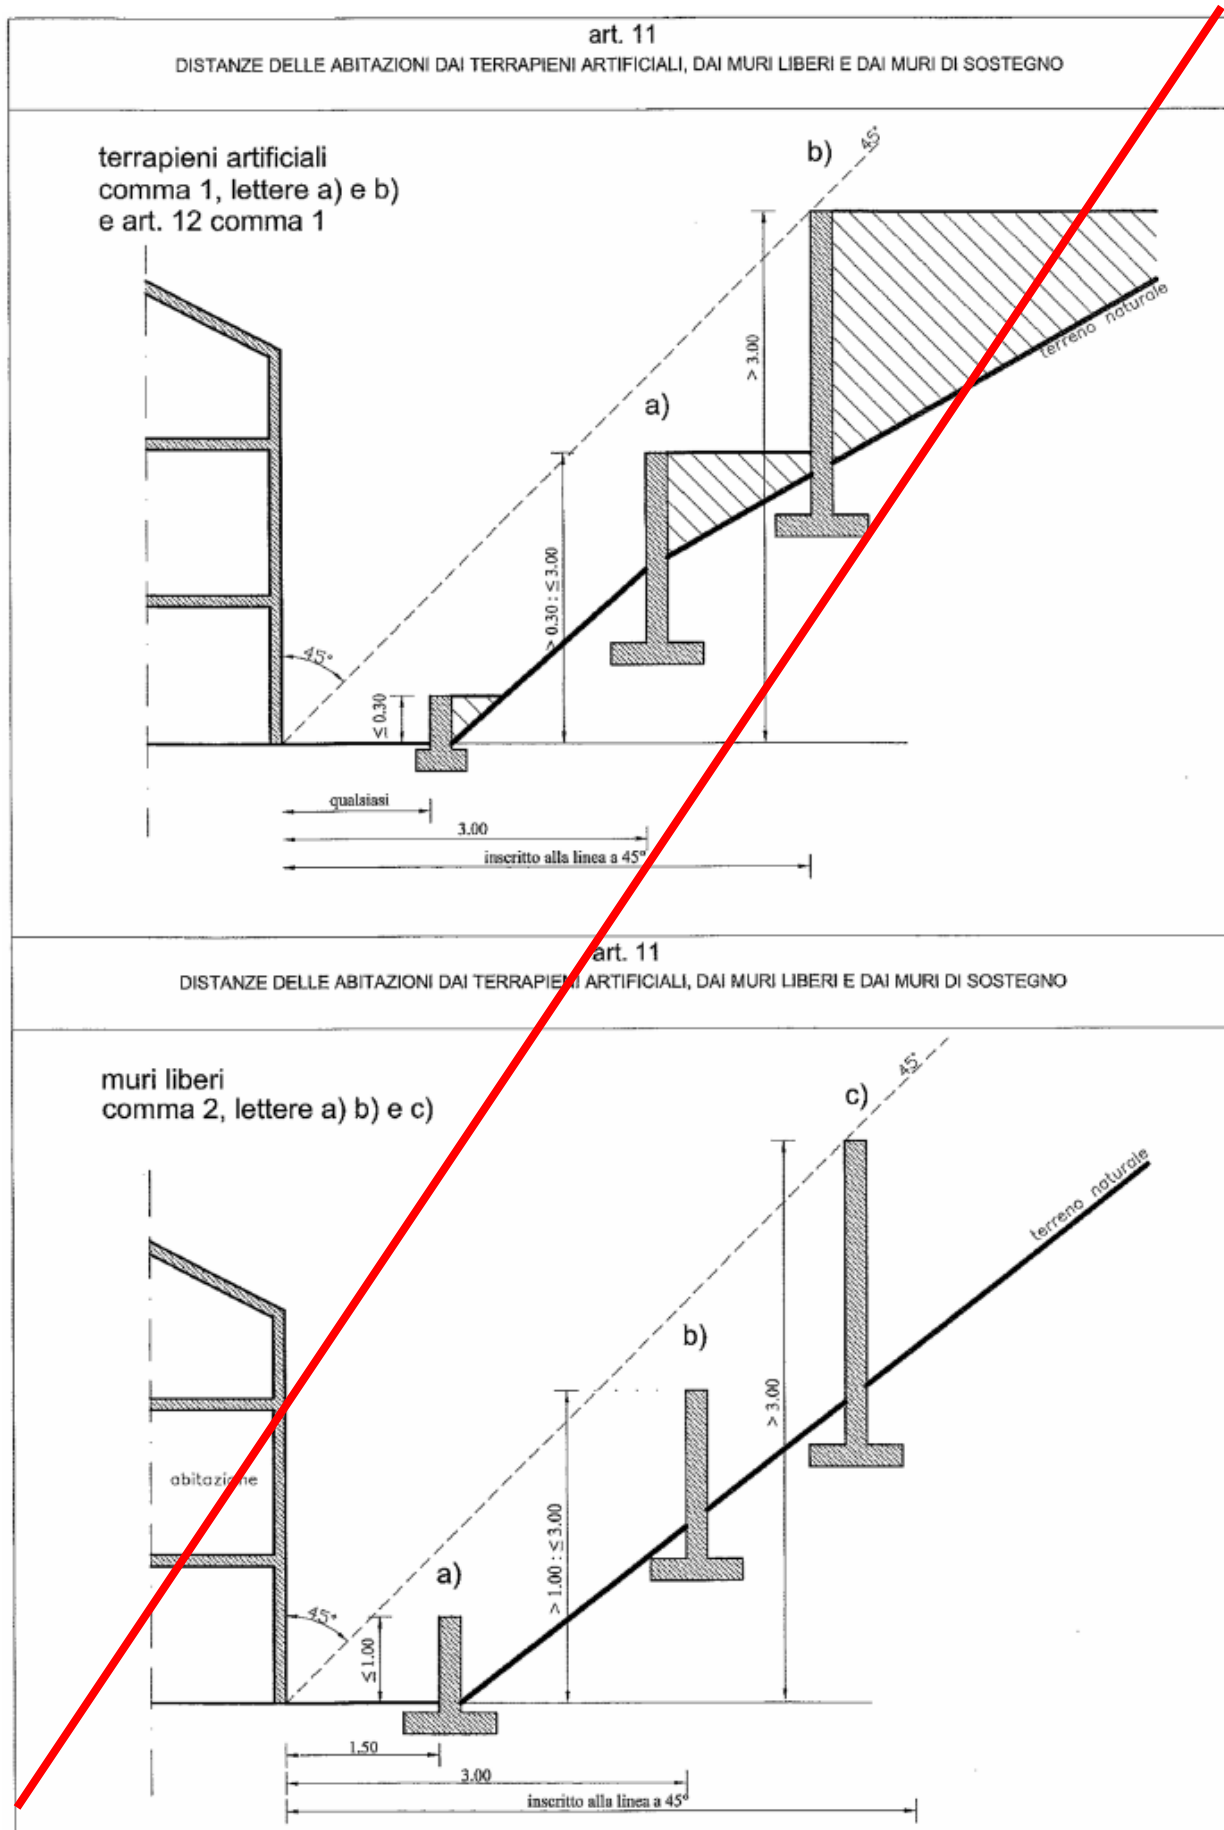 art. 11
DISTANZE DELLE ABITAZIONI DAI TERRAPIENI ARTIFICIALI, DAI MURI LIBERI E DAI MURI DI SOSTEGNO
terrapieni artificiali
comma 1, lettere a) e b)
e art. 12 comma 1
b)
45°
> 3.00
terreno naturale
a)
> 0.30 : ≤ 3.00
45°
≤ 0.30
qualsiasi
3.00
inscritto alla linea a 45°
art. 11
DISTANZE DELLE ABITAZIONI DAI TERRAPIENI ARTIFICIALI, DAI MURI LIBERI E DAI MURI DI SOSTEGNO
muri liberi
comma 2, lettere a) b) e c)
45°
c)
terreno naturale
b)
> 3.00
abitazione
> 1.00 : ≤ 3.00
a)
45°
≤ 1.00
1.50
3.00
inscritto alla linea a 45°